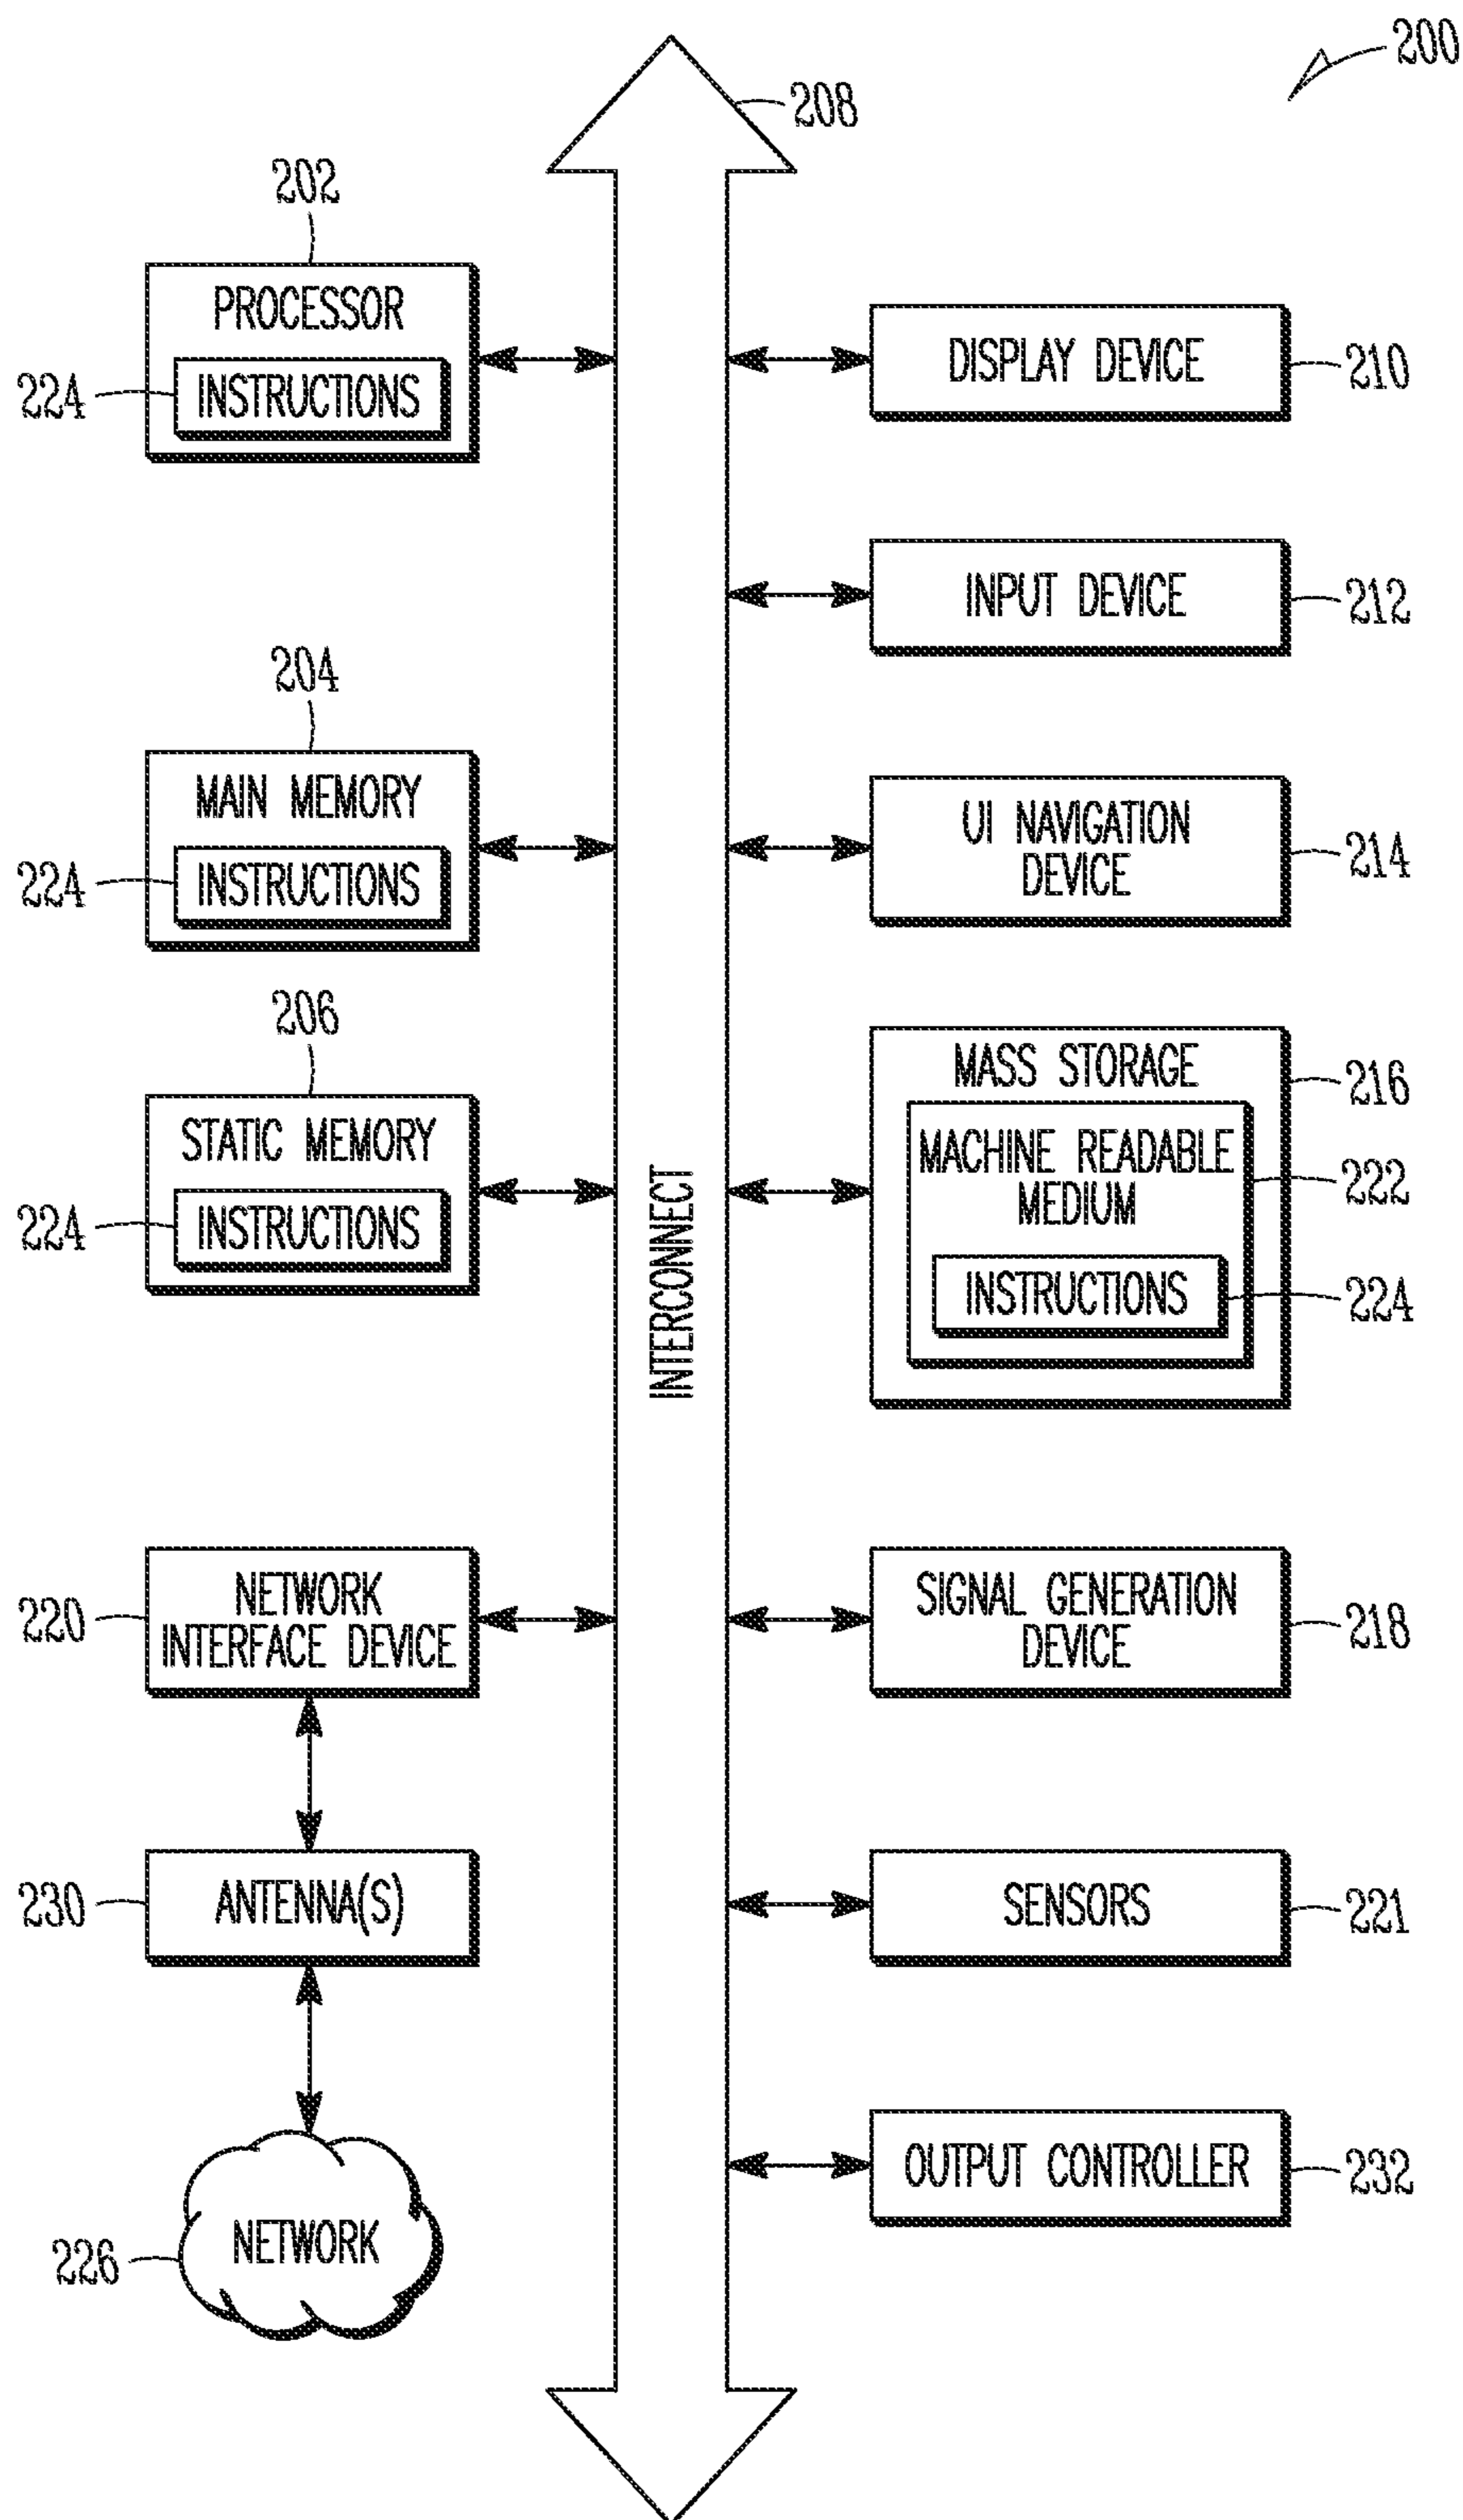 200
208
202
PROCESSOR
224
INSTRUCTIONS
DISPLAY DEVICE
210
INPUT DEVICE
212
204
MAIN MEMORY
224
INSTRUCTIONS
UI NAVIGATION
DEVICE
214
206
STATIC MEMORY
224
INSTRUCTIONS
INTERCONNECT
MASS STORAGE
216
MACHINE READABLE
MEDIUM
222
INSTRUCTIONS
224
220
NETWORK
INTERFACE DEVICE
SIGNAL GENERATION
DEVICE
218
230
ANTENNA(S)
SENSORS
221
226
NETWORK
OUTPUT CONTROLLER
232